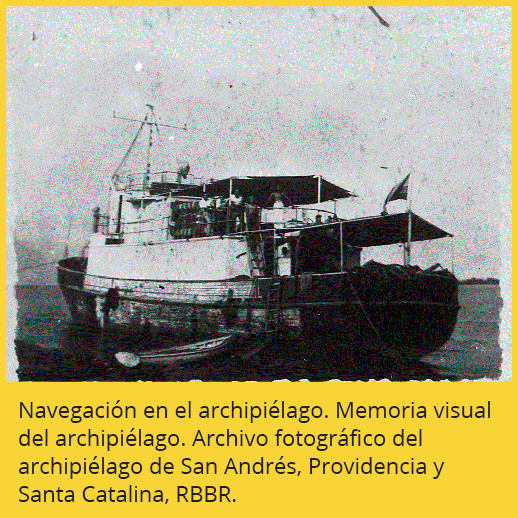 Navegación en el archipiélago. Memoria visual
del archipiélago. Archivo fotográfico del
archipiélago de San Andrés, Providencia y
Santa Catalina, RBBR.